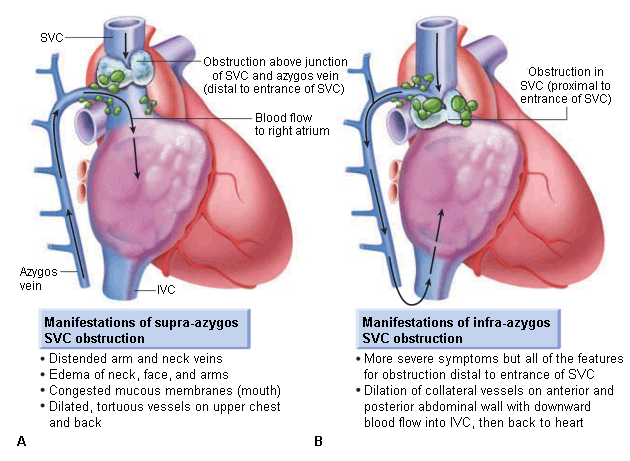 SVC
Obstruction above junction
of SVC and azygos vein
(distal to entrance of SVC)
Blood flow
to right atrium
Azygos
vein
IVC
Manifestations of supra-azygos
SVC obstruction
• Distended arm and neck veins
• Edema of neck, face, and arms
• Congested mucous membranes (mouth)
• Dilated, tortuous vessels on upper chest
and back
A
Obstruction in
SVC (proximal to
entrance of SVC)
Manifestations of infra-azygos
SVC obstruction
• More severe symptoms but all of the features
for obstruction distal to entrance of SVC
• Dilation of collateral vessels on anterior and
posterior abdominal wall with downward
blood flow into IVC, then back to heart
B